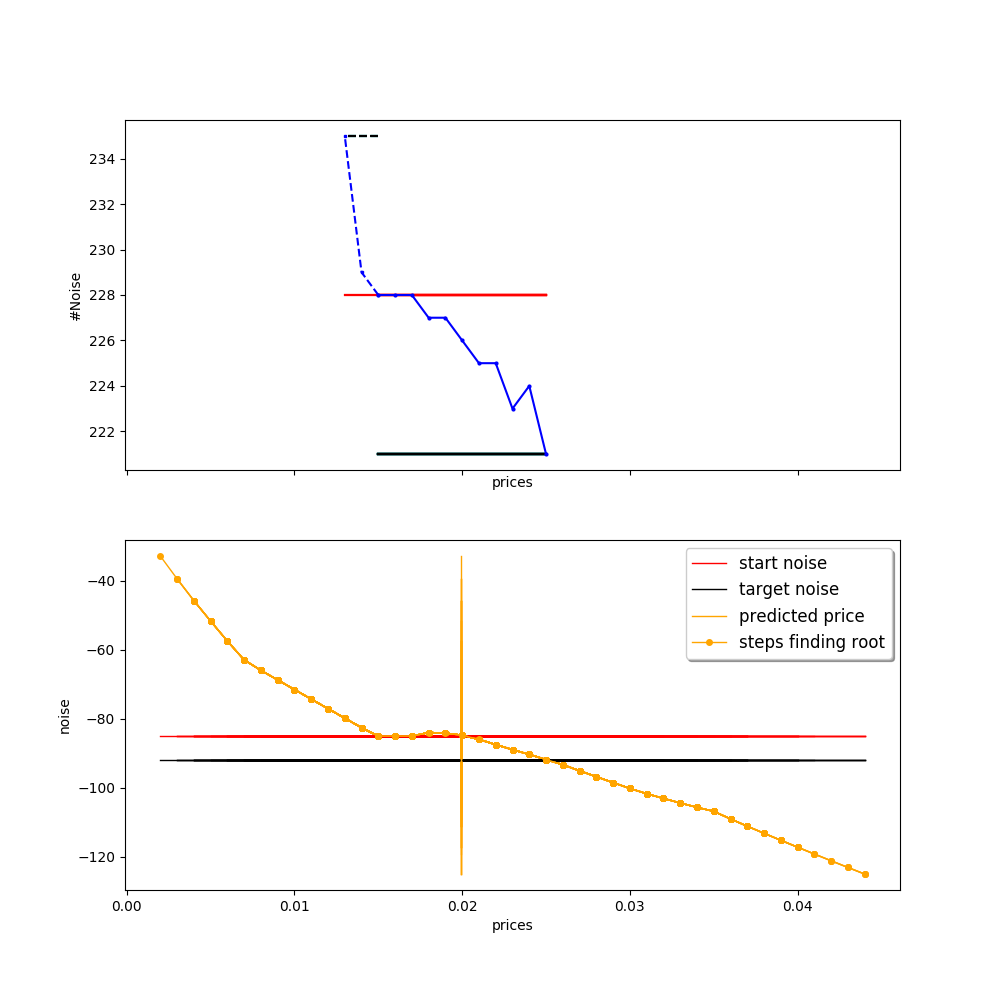 234
232
230
228
226
224
222
#Noise
prices
−40
−60
−80
−100
−120
noise
start noise
target noise
predicted price
steps finding root
0.00 0.01 0.02 0.03 0.04
prices